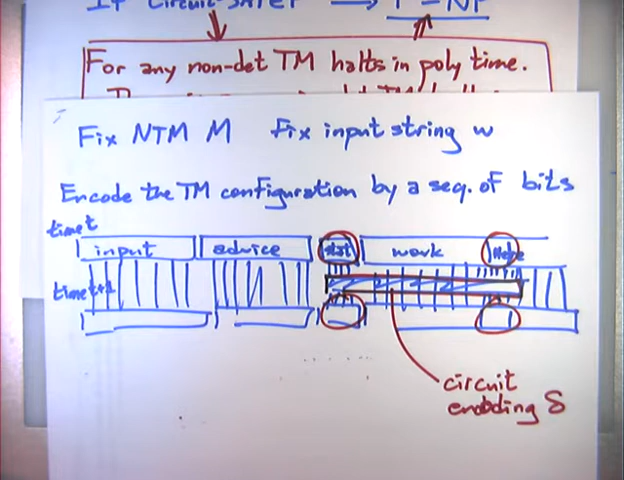 If Circuit-SAT∈P → P=NP
For any non-det TM halts in poly time.
Fix NTM M Fix input string w
Encode the TM configuration by a seq. of bits
time t
input advice stat work
time t+1
circuit
encoding δ